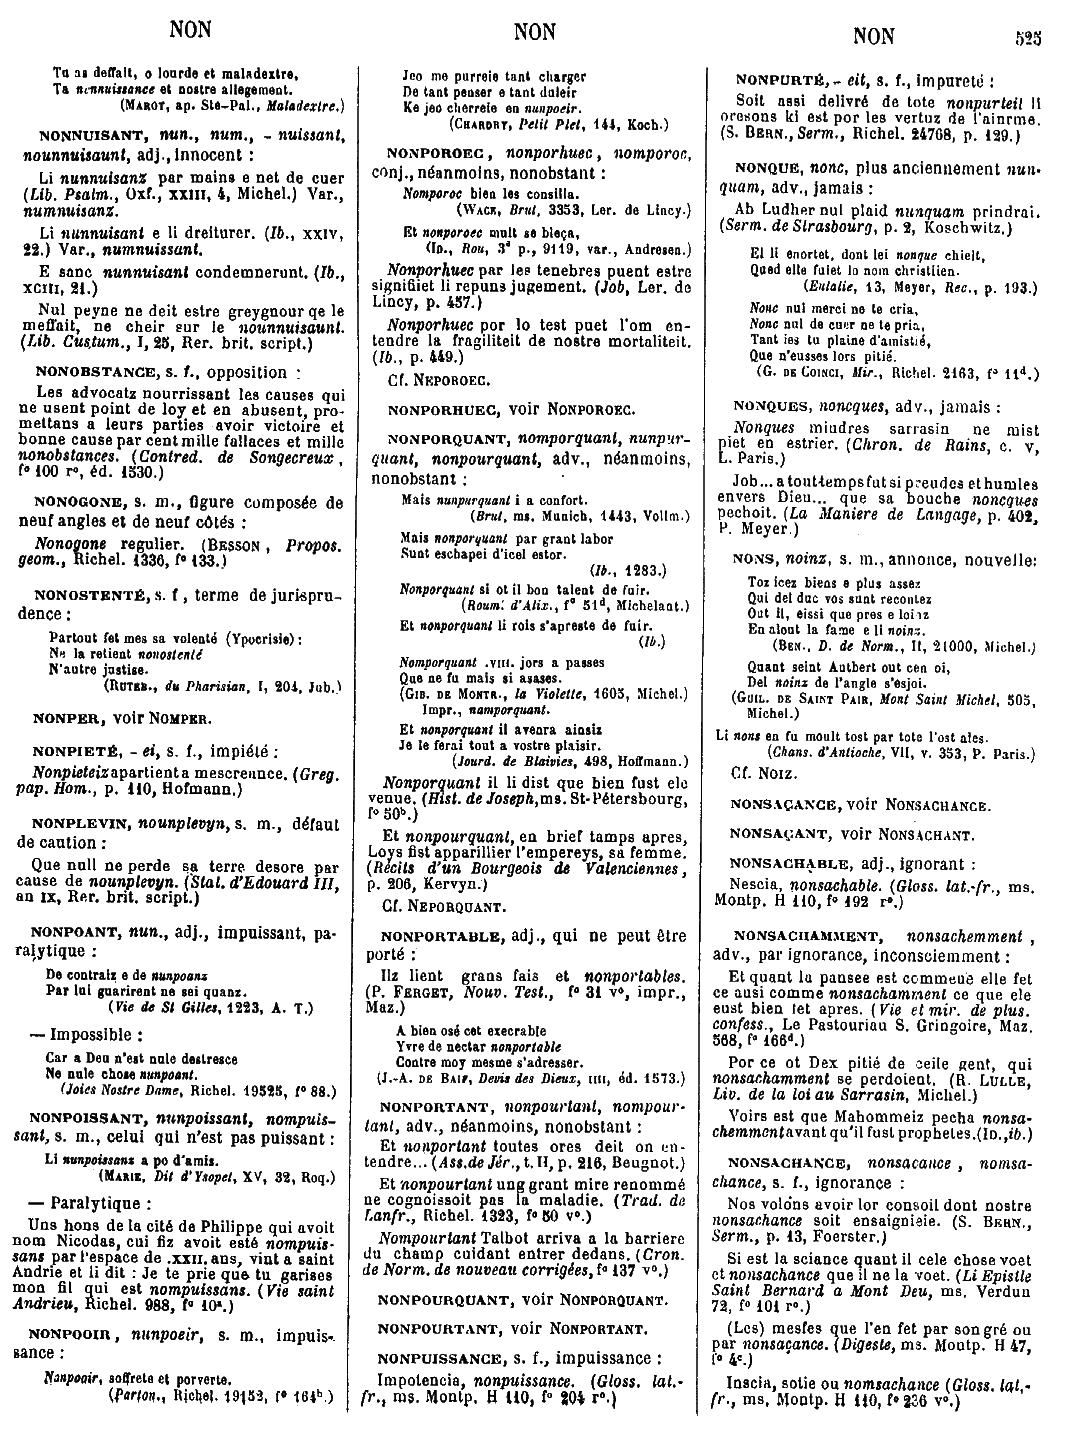 NON
NON
NON
525
Tu as deffait, o lourde et maladextre,
Ta nennuissance et nostre allegement.
(MAROT, ap. Ste-Pal., Maladextre.)
NONNUISANT, nun., num., - nuissant,
nounnuisaunt, adj., innocent :
Li nunnuisanz par mains e net de cuer
(Lib. Psalm., Oxf., XXIII, 4, Michel.) Var.,
numnuisanz.
Li nunnuisant e li dreiturer. (Ib., XXIV,
22.) Var., numnuissant.
E sanc nunnuisant condemnerunt. (Ib.,
XCIII, 21.)
Nul peyne ne deit estre greygnour qe le
meffait, ne cheir sur le nounnuisaunt.
(Lib. Custum., I, 25, Rer. brit. script.)
NONOBSTANCE, s. f., opposition :
Les advocatz nourrissant les causes qui
ne usent point de loy et en abusent, pro-
mettans a leurs parties avoir victoire et
bonne cause par cent mille fallaces et mille
nonobstances. (Contred. de Songecreux,
f° 100 r°, éd. 1530.)
NONOGONE, s. m., figure composée de
neuf angles et de neuf côtés :
Nonogone regulier. (BESSON, Propos.
geom., Richel. 1336, f° 133.)
NONOSTENTÉ, s. f, terme de jurispru-
dence :
Partout fet mes sa volenté (Ypocrisie) :
Ne la retient nonostenté
N'autre justise.
(RUTEB., du Pharisian, I, 204, Jub.)
NONPER, voir NOMPER.
NONPIETÉ, - ei, s. f., impiété :
Nonpieteiz apartient a mescreance. (Greg.
pap. Hom., p. 110, Hofmann.)
NONPLEVIN, nounplevyn, s. m., défaut
de caution :
Que null ne perde sa terre desore par
cause de nounplevyn. (Stat. d'Edouard III,
an IX, Rer. brit. script.)
NONPOANT, nun., adj., impuissant, pa-
ralytique :
De contraiz e de nunpoanz
Par lui guarirent ne sei quanz.
(Vie de St Gilles, 1223, A. T.)
— Impossible :
Car a Deu n'est nule destresce
Ne nule chose nunpoant.
(Joies Nostre Dame, Richel. 19525, f° 88.)
NONPOISSANT, nunpoissant, nompuis-
sant, s. m., celui qui n'est pas puissant :
Li nunpoissans a po d'amis.
(MARIE, Dit d'Ysopet, XV, 32, Roq.)
— Paralytique :
Uns hons de la cité de Philippe qui avoit
nom Nicodas, cui fiz avoit esté nompuis-
sans par l'espace de .XXII. ans, vint a saint
Andrie et li dit : Je te prie que tu garises
mon fil qui est nompuissans. (Vie saint
Andrieu, Richel. 988, f° 10ª.)
NONPOOIR, nunpoeir, s. m., impuis-
sance :
Nonpooir, soffrete et porverte.
(Parton., Richel. 19152, f° 164ᵇ.)
Jeo me purreie tant charger
De tant penser e tant doleir
Ke jeo cherreie en nunpoeir.
(CHARDRY, Petit Plet, 144, Koch.)
NONPOROEC, nonporhuec, nomporoc,
conj., néanmoins, nonobstant :
Nomporoc bien les consilla.
(WACE, Brut, 3353, Ler. de Lincy.)
Et nonporoec mult se bleça,
(ID., Rou, 3ᵉ p., 9119, var., Andresen.)
Nonporhuec par les tenebres puent estre
signifiiet li repuns jugement. (Job, Ler. de
Lincy, p. 457.)
Nonporhuec por lo test puet l'om en-
tendre la fragiliteit de nostre mortaliteit.
(Ib., p. 449.)
Cf. NEPOROEC.
NONPORHUEC, voir NONPOROEC.
NONPORQUANT, nomporquant, nunpur-
quant, nonpourquant, adv., néanmoins,
nonobstant :
Mais nunpurquant i a confort.
(Brut, ms. Munich, 1443, Vollm.)
Mais nonporquant par grant labor
Sunt eschapei d'icel estor.
(Ib., 1283.)
Nonporquant si ot il bon talent de fuir.
(Roum. d'Alix., f° 51ᵈ, Michelant.)
Et nonporquant li rois s'apreste de fuir.
(Ib.)
Nomporquant .VIII. jors a passes
Que ne fu mais si asases.
(GIB. DE MONTR., la Violette, 1605, Michel.)
Impr., namporquant.
Et nonporquant il avenra ainsis
Je le ferai tout a vostre plaisir.
(Jourd. de Blaivies, 498, Hoffmann.)
Nonporquant il li dist que bien fust ele
venue. (Hist. de Joseph, ms. St-Pétersbourg,
f° 50ᵇ.)
Et nonpourquant, en brief tamps apres,
Loys fist apparillier l'empereys, sa femme.
(Récits d'un Bourgeois de Valenciennes,
p. 206, Kervyn.)
Cf. NEPORQUANT.
NONPORTABLE, adj., qui ne peut être
porté :
Ilz lient grans fais et nonportables.
(P. FERGET, Nouv. Test., f° 31 v°, impr.,
Maz.)
A bien osé cet execrable
Yvre de nectar nonportable
Contre moy mesme s'adresser.
(J.-A. DE BAIF, Devis des Dieux, IIII, éd. 1573.)
NONPORTANT, nonpourtant, nompour-
tant, adv., néanmoins, nonobstant :
Et nonportant toutes ores deit on en-
tendre... (Ass. de Jér., t. II, p. 216, Beugnot.)
Et nonpourtant ung grant mire renommé
ne cognoissoit pas la maladie. (Trad. de
Lanfr., Richel. 1323, f° 50 v°.)
Nompourtant Talbot arriva a la barriere
du champ cuidant entrer dedans. (Cron.
de Norm. de nouveau corrigées, f° 137 v°.)
NONPOURQUANT, voir NONPORQUANT.
NONPOURTANT, voir NONPORTANT.
NONPUISSANCE, s. f., impuissance :
Impotencia, nonpuissance. (Gloss. lat.-
fr., ms. Montp. H 110, f° 204 r°.)
NONPURTÉ, - eit, s. f., impureté :
Soit assi delivré de tote nonpurteit li
oresons ki est por les vertuz de l'ainrme.
(S. BERN., Serm., Richel. 24768, p. 129.)
NONQUE, nonc, plus anciennement nun-
quam, adv., jamais :
Ab Ludher nul plaid nunquam prindrai.
(Serm. de Strasbourg, p. 2, Koschwitz.)
El li enortet, dont lei nonque chielt,
Qued elle fuiet lo nom christiien.
(Eulalie, 13, Meyer, Rec., p. 193.)
Nonc nul merci ne te cria,
Nonc nul de cuer ne te pria,
Tant ies tu plaine d'amistié,
Que n'eusses lors pitié.
(G. DE COINCI, Mir., Richel. 2163, f° 11ᵈ.)
NONQUES, noncques, adv., jamais :
Nonques miudres sarrasin ne mist
piet en estrier. (Chron. de Rains, c. v,
L. Paris.)
Job... a tout temps fut si preudes et humles
envers Dieu... que sa bouche noncques
pechoit. (La Maniere de Langage, p. 402,
P. Meyer.)
NONS, noinz, s. m., annonce, nouvelle:
Toz icez biens e plus assez
Qui del duc vos sunt recontez
Out il, eissi que pres e loinz
En alout la fame e li noinz.
(BEN., D. de Norm., II, 21000, Michel.)
Quant seint Autbert out cen oi,
Del noinz de l'angle s'esjoi.
(GUIL. DE SAINT PAIR, Mont Saint Michel, 505,
Michel.)
Li nons en fu moult tost par tote l'ost ales.
(Chans. d'Antioche, VII, v. 353, P. Paris.)
Cf. NOIZ.
NONSAÇANCE, voir NONSACHANCE.
NONSAÇANT, voir NONSACHANT.
NONSACHABLE, adj., ignorant :
Nescia, nonsachable. (Gloss. lat.-fr., ms.
Montp. H 110, f° 192 r°.)
NONSACHAMMENT, nonsachemment,
adv., par ignorance, inconsciemment :
Et quant la pansee est commeue elle fet
ce ausi comme nonsachamment ce que ele
eust bien fet apres. (Vie et mir. de plus.
confess., Le Pastouriau S. Gringoire, Maz.
568, f° 166ᵈ.)
Por ce ot Dex pitié de ceile gent, qui
nonsachamment se perdoient. (R. LULLE,
Liv. de la loi au Sarrasin, Michel.)
Voirs est que Mahommeiz pecha nonsa-
chemment avant qu'il fust prophetes. (ID., ib.)
NONSACHANCE, nonsacance, nomsa-
chance, s. f., ignorance :
Nos volons avoir lor consoil dont nostre
nonsachance soit ensaignieie. (S. BERN.,
Serm., p. 13, Foerster.)
Si est la sciance quant il cele chose voet
et nonsachance que il ne la voet. (Li Epistle
Saint Bernard a Mont Deu, ms. Verdun
72, f° 101 r°.)
(Les) mesfes que l'en fet par son gré ou
par nonsaçance. (Digeste, ms. Montp. H 47,
f° 4ᶜ.)
Inscia, sotie ou nomsachance (Gloss. lat.-
fr., ms. Montp. H 110, f° 236 v°.)